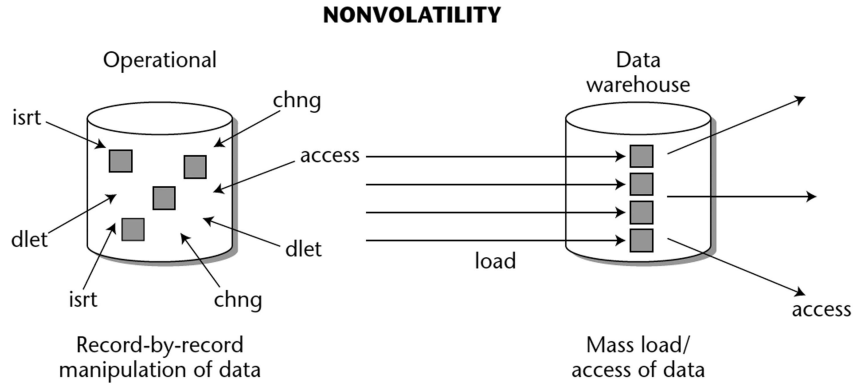 NONVOLATILITY
Operational
isrt
chng
access
dlet
dlet
isrt
chng
Record-by-record
manipulation of data
Data
warehouse
load
access
Mass load/
access of data